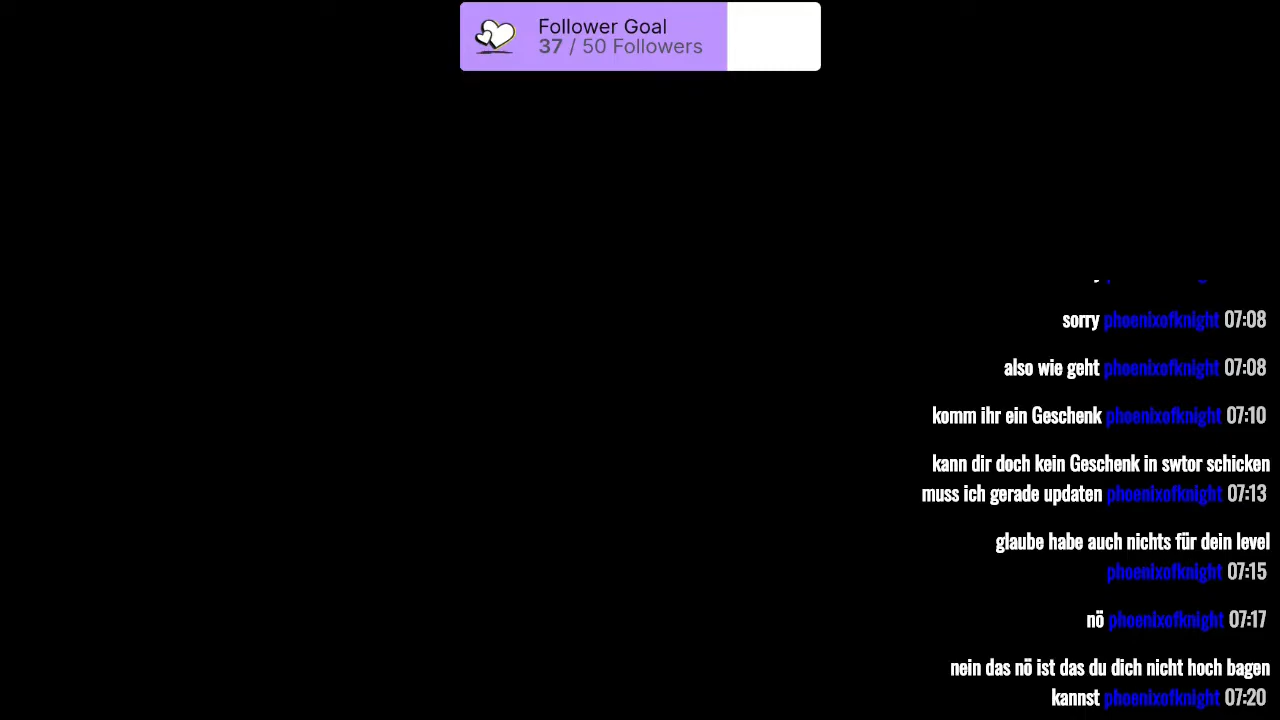 Follower Goal
37 / 50 Followers
sorry phoenixofknight 07:08
also wie geht phoenixofknight 07:08
komm ihr ein Geschenk phoenixofknight 07:10
kann dir doch kein Geschenk in swtor schicken
muss ich gerade updaten phoenixofknight 07:13
glaube habe auch nichts für dein level
phoenixofknight 07:15
nö phoenixofknight 07:17
nein das nö ist das du dich nicht hoch bagen
kannst phoenixofknight 07:20